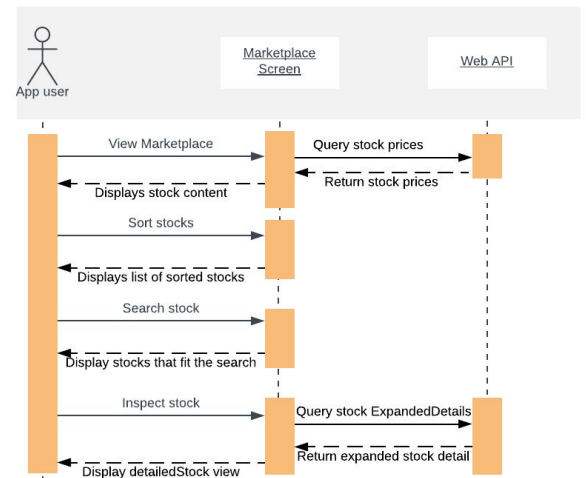 Marketplace
Screen
Web API
App user
View Marketplace
Query stock prices
Return stock prices
Displays stock content
Sort stocks
Displays list of sorted stocks
Search stock
Display stocks that fit the search
Inspect stock
Query stock ExpandedDetails
Return expanded stock detail
Display detailedStock view